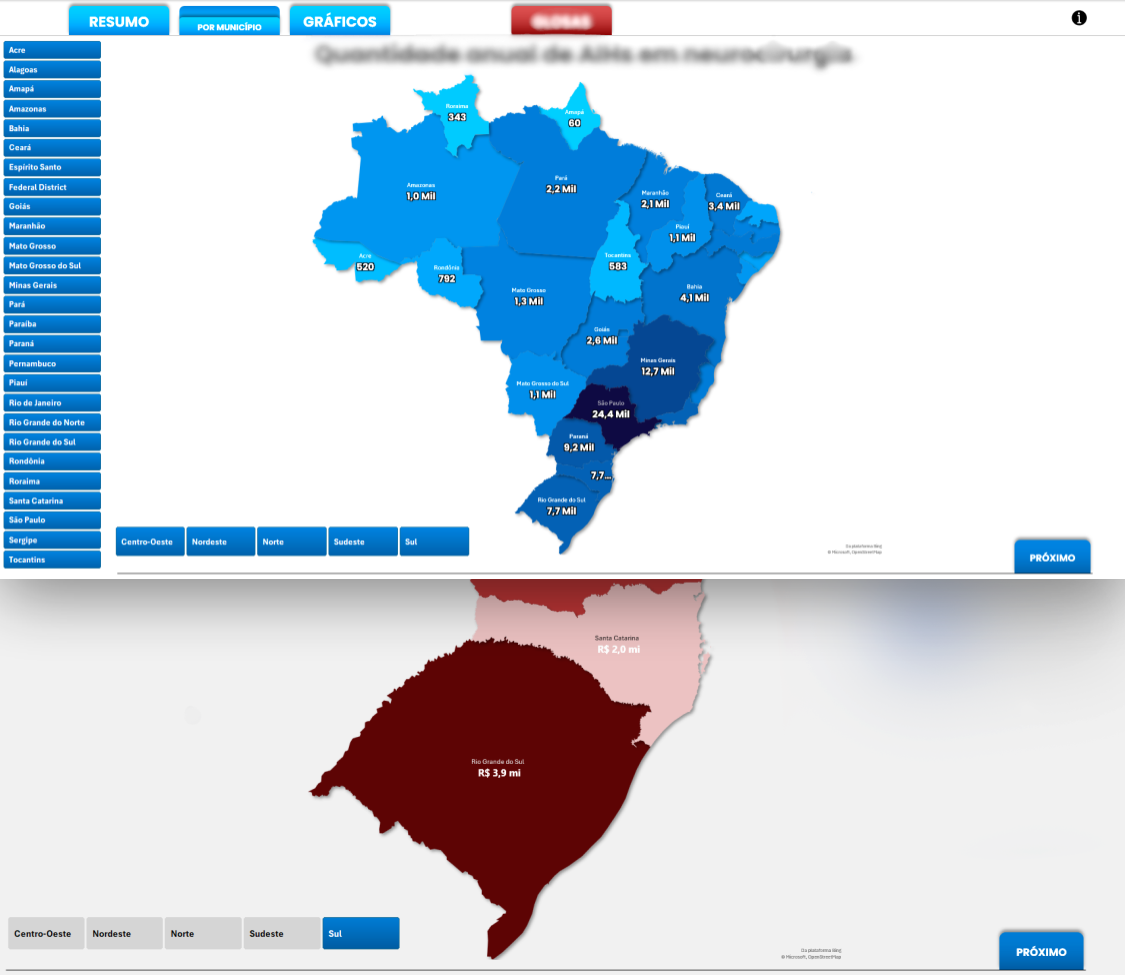 RESUMO
POR MUNICÍPIO
GRÁFICOS
GLOSAS
Quantidade anual de AIHs em neurocirurgia
Acre
Alagoas
Amapá
Amazonas
Bahia
Ceará
Espírito Santo
Federal District
Goiás
Maranhão
Mato Grosso
Mato Grosso do Sul
Minas Gerais
Pará
Paraíba
Paraná
Pernambuco
Piauí
Rio de Janeiro
Rio Grande do Norte
Rio Grande do Sul
Rondônia
Roraima
Santa Catarina
São Paulo
Sergipe
Tocantins
Roraima
343
Amapá
60
Amazonas
1,0 Mil
Pará
2,2 Mil
Maranhão
2,1 Mil
Ceará
3,4 Mil
Piauí
1,1 Mil
Acre
520
Rondônia
792
Tocantins
583
Mato Grosso
1,3 Mil
Bahia
4,1 Mil
Goiás
2,6 Mil
Minas Gerais
12,7 Mil
Mato Grosso do Sul
1,1 Mil
São Paulo
24,4 Mil
Paraná
9,2 Mil
7,7...
Rio Grande do Sul
7,7 Mil
Centro-Oeste
Nordeste
Norte
Sudeste
Sul
Da plataforma Bing
© Microsoft, OpenStreetMap
PRÓXIMO
Santa Catarina
R$ 2,0 mi
Rio Grande do Sul
R$ 3,9 mi
Centro-Oeste
Nordeste
Norte
Sudeste
Sul
Da plataforma Bing
© Microsoft, OpenStreetMap
PRÓXIMO